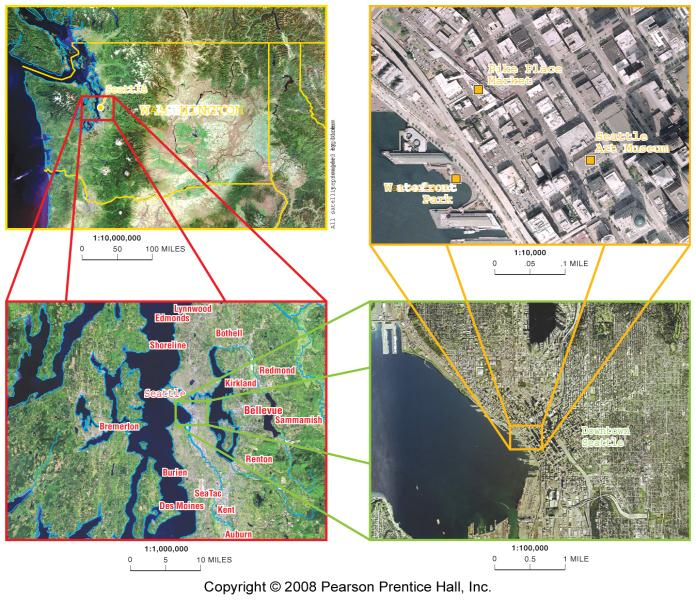 Seattle
WASHINGTON
1:10,000,000
0 50 100 MILES
Pike Place
Market
Seattle
Art Museum
Waterfront
Park
1:10,000
0 .05 .1 MILE
Lynnwood
Edmonds
Bothell
Shoreline
Redmond
Kirkland
Seattle
Bellevue
Sammamish
Bremerton
Renton
Burien
SeaTac
Des Moines
Kent
Auburn
1:1,000,000
0 5 10 MILES
Downtown
Seattle
1:100,000
0 0.5 1 MILE
Copyright © 2008 Pearson Prentice Hall, Inc.